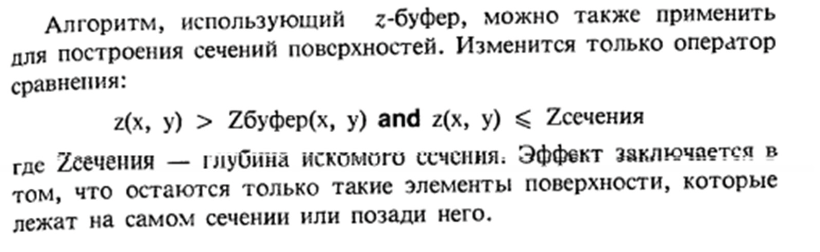 Алгоритм, использующий z-буфер, можно также применить
для построения сечений поверхностей. Изменится только оператор
сравнения:
z(x, y) > Zбуфер(x, y) and z(x, y) ⩽ Zсечения
где Zсечения — глубина искомого сечения. Эффект заключается в
том, что остаются только такие элементы поверхности, которые
лежат на самом сечении или позади него.